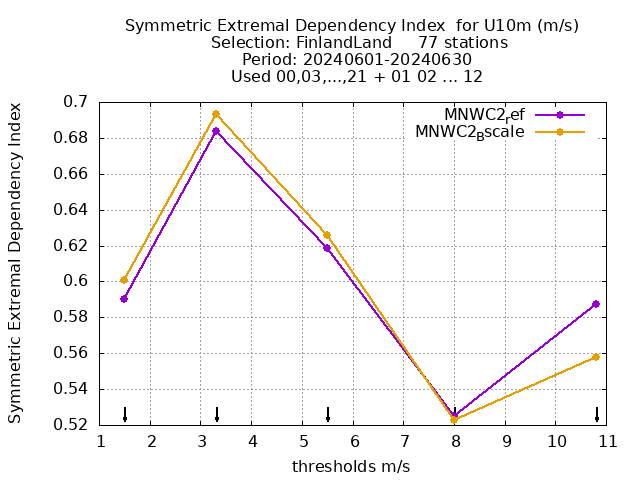 Symmetric Extremal Dependency Index  for U10m (m/s)
Selection: FinlandLand     77 stations
Period: 20240601-20240630
Used 00,03,...,21 + 01 02 ... 12
Symmetric Extremal Dependency Index
0.7
0.68
0.66
0.64
0.62
0.6
0.58
0.56
0.54
0.52
MNWC2ref
MNWC2Bscale
1 2 3 4 5 6 7 8 9 10 11
thresholds m/s